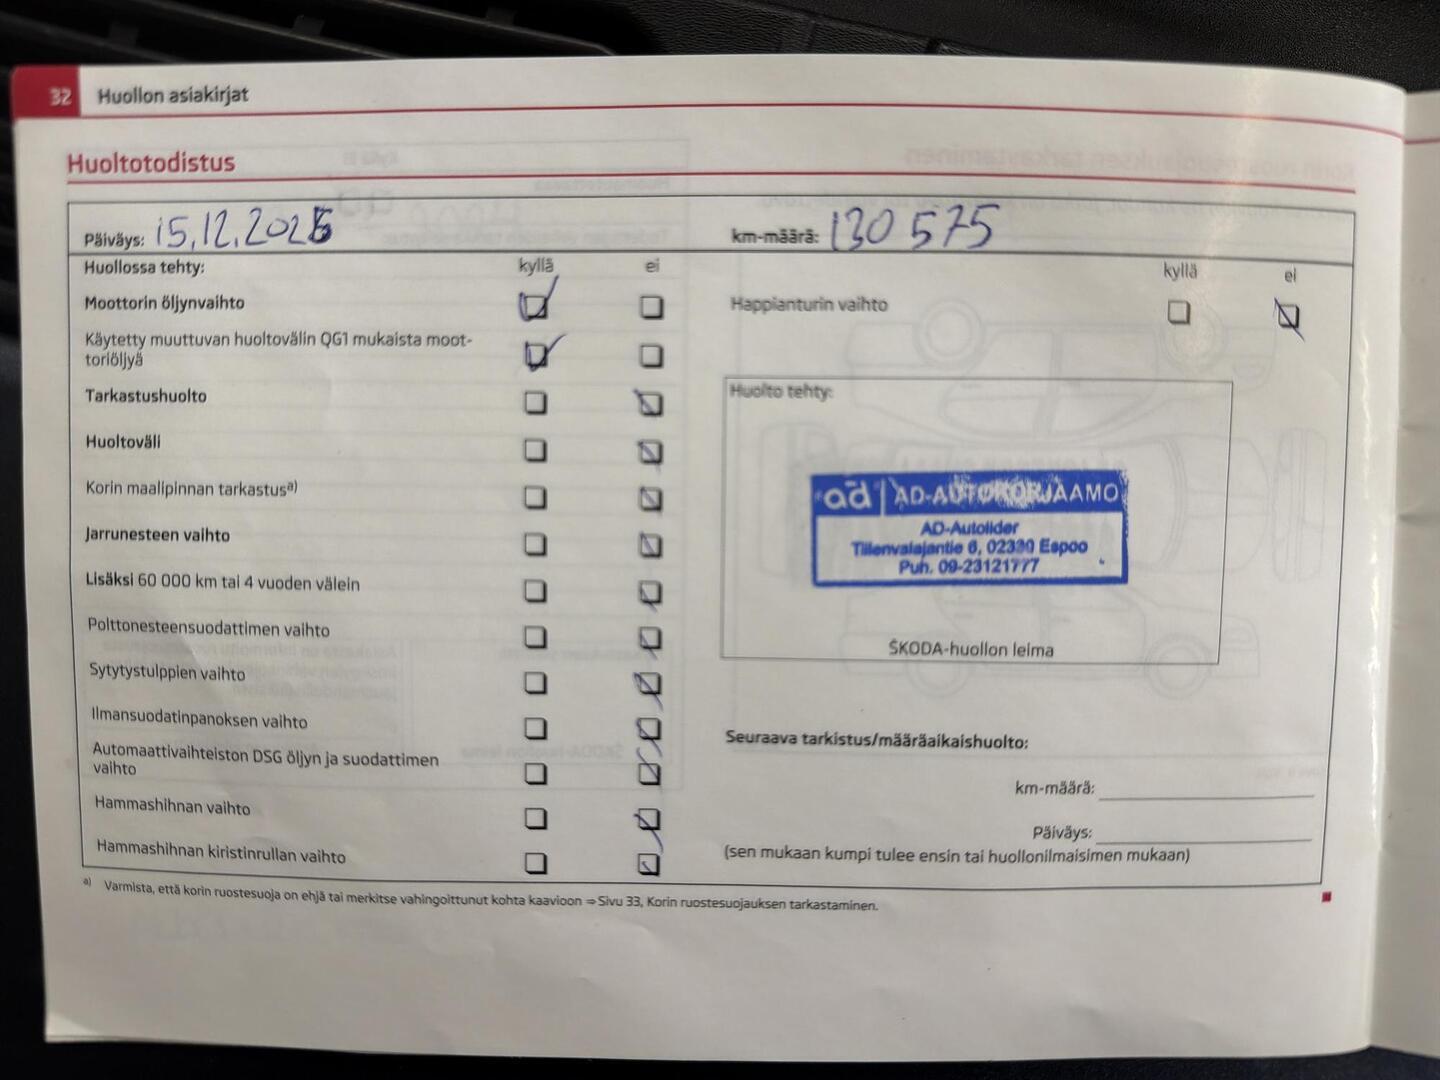 32 Huollon asiakirjat
Huoltotodistus
Päiväys: 15.12.2025 km-määrä: 130 575
Huollossa tehty: kyllä ei
Moottorin öljynvaihto
Käytetty muuttuvan huoltovälin QG1 mukaista moot-
toriöljyä
Tarkastushuolto
Huoltoväli
Korin maalipinnan tarkastusa)
Jarrunesteen vaihto
Lisäksi 60 000 km tai 4 vuoden välein
Polttonesteensuodattimen vaihto
Sytytystulppien vaihto
Ilmansuodatinpanoksen vaihto
Automaattivaihteiston DSG öljyn ja suodattimen
vaihto
Hammashihnan vaihto
Hammashihnan kiristinrullan vaihto
kyllä ei
Happianturin vaihto
Huolto tehty:
ad AD-AUTOKORJAAMO
AD-Autolider
Tiilenvalajantie 6, 02330 Espoo
Puh. 09-23121777
ŠKODA-huollon leima
Seuraava tarkistus/määräaikaishuolto:
km-määrä:
Päiväys:
(sen mukaan kumpi tulee ensin tai huollonilmaisimen mukaan)
a) Varmista, että korin ruostesuoja on ehjä tai merkitse vahingoittunut kohta kaavioon ⇒ Sivu 33, Korin ruostesuojauksen tarkastaminen.